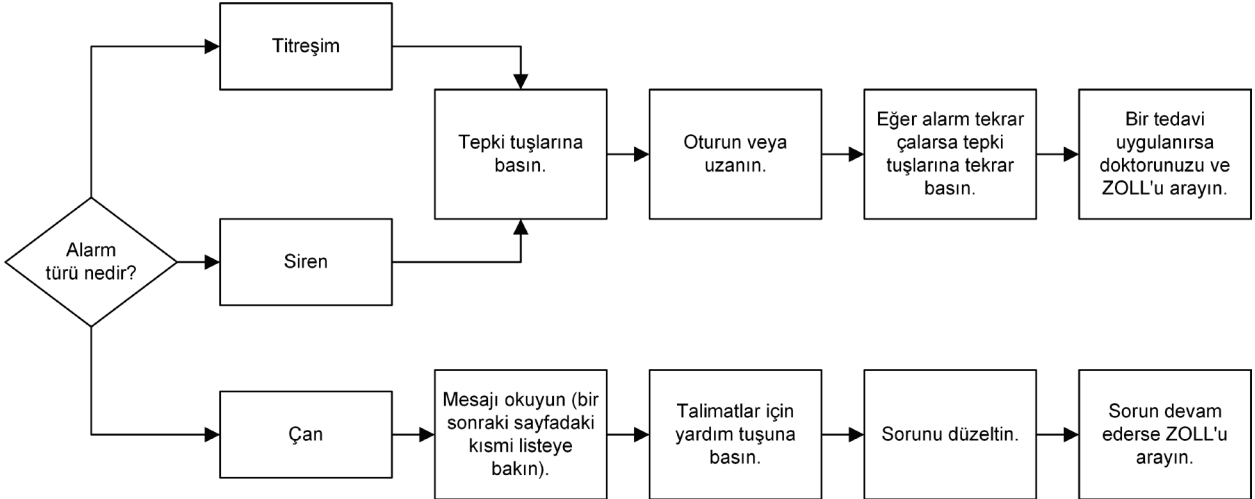 Titreşim
Tepki tuşlarına
basın.
Oturun veya
uzanın.
Eğer alarm tekrar
çalarsa tepki
tuşlarına tekrar
basın.
Bir tedavi
uygulanırsa
doktorunuzu ve
ZOLL'u arayın.
Alarm
türü nedir?
Siren
Çan
Mesajı okuyun (bir
sonraki sayfadaki
kısmi listeye
bakın).
Talimatlar için
yardım tuşuna
basın.
Sorunu düzeltin.
Sorun devam
ederse ZOLL'u
arayın.